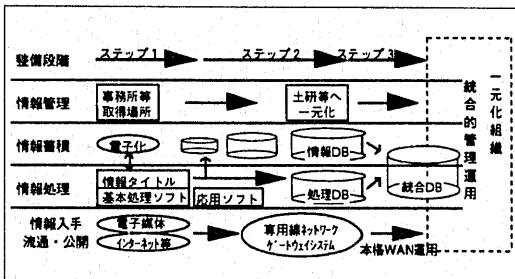 整備段階
ステップ1
ステップ2
ステップ3
情報管理
事務所等
取得場所
土研等へ
一元化
情報蓄積
電子化
情報DB
情報処理
情報タイトル
基本処理ソフト
応用ソフト
処理DB
統合DB
情報入手
流通・公開
電子媒体
インターネット等
専用線ネットワーク
ゲートウェイシステム
本格WAN運用
統合的管理運用
一元化組織